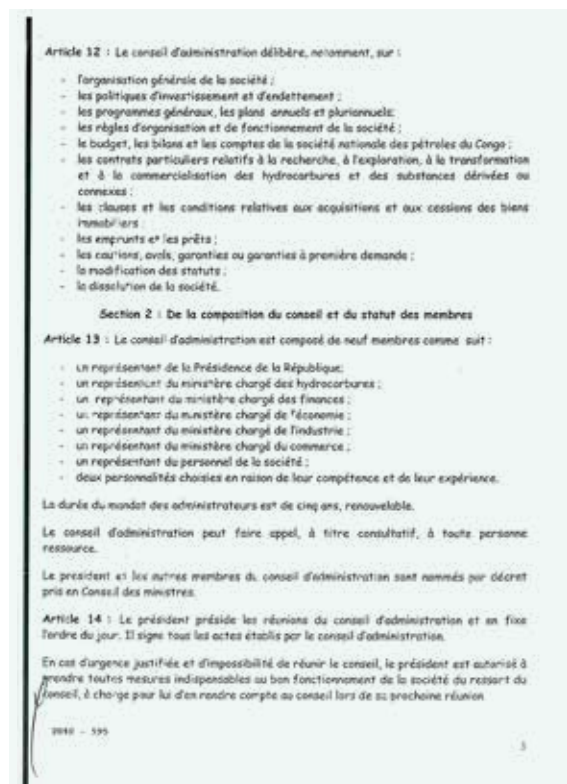 Article 12 : Le conseil d'administration délibère, notamment, sur :
- l'organisation générale de la société ;
- les politiques d'investissement et d'endettement ;
- les programmes généraux, les plans annuels et pluriannuels;
- les règles d'organisation et de fonctionnement de la société ;
- le budget, les bilans et les comptes de la société nationale des pétroles du Congo ;
- les contrats particuliers relatifs à la recherche, à l'exploration, à la transformation
et à la commercialisation des hydrocarbures et des substances dérivées ou
connexes ;
- les clauses et les conditions relatives aux acquisitions et aux cessions des biens
immobiliers ;
- les emprunts et les prêts ;
- les cautions, avals, garanties ou garanties à première demande ;
- la modification des statuts ;
- la dissolution de la société.
Section 2 : De la composition du conseil et du statut des membres
Article 13 : Le conseil d'administration est composé de neuf membres comme suit :
- un représentant de la Présidence de la République;
- un représentant du ministère chargé des hydrocarbures ;
- un représentant du ministère chargé des finances ;
- un représentant du ministère chargé de l'économie ;
- un représentant du ministère chargé de l'industrie ;
- un représentant du ministère chargé du commerce ;
- un représentant du personnel de la société ;
- deux personnalités choisies en raison de leur compétence et de leur expérience.
La durée du mandat des administrateurs est de cinq ans, renouvelable.
Le conseil d'administration peut faire appel, à titre consultatif, à toute personne
ressource.
Le président et les autres membres du conseil d'administration sont nommés par décret
pris en Conseil des ministres.
Article 14 : Le président préside les réunions du conseil d'administration et en fixe
l'ordre du jour. Il signe tous les actes établis par le conseil d'administration.
En cas d'urgence justifiée et d'impossibilité de réunir le conseil, le président est autorisé à
prendre toutes mesures indispensables au bon fonctionnement de la société du ressort du
conseil, à charge pour lui d'en rendre compte au conseil lors de sa prochaine réunion.
2010 - 595
3